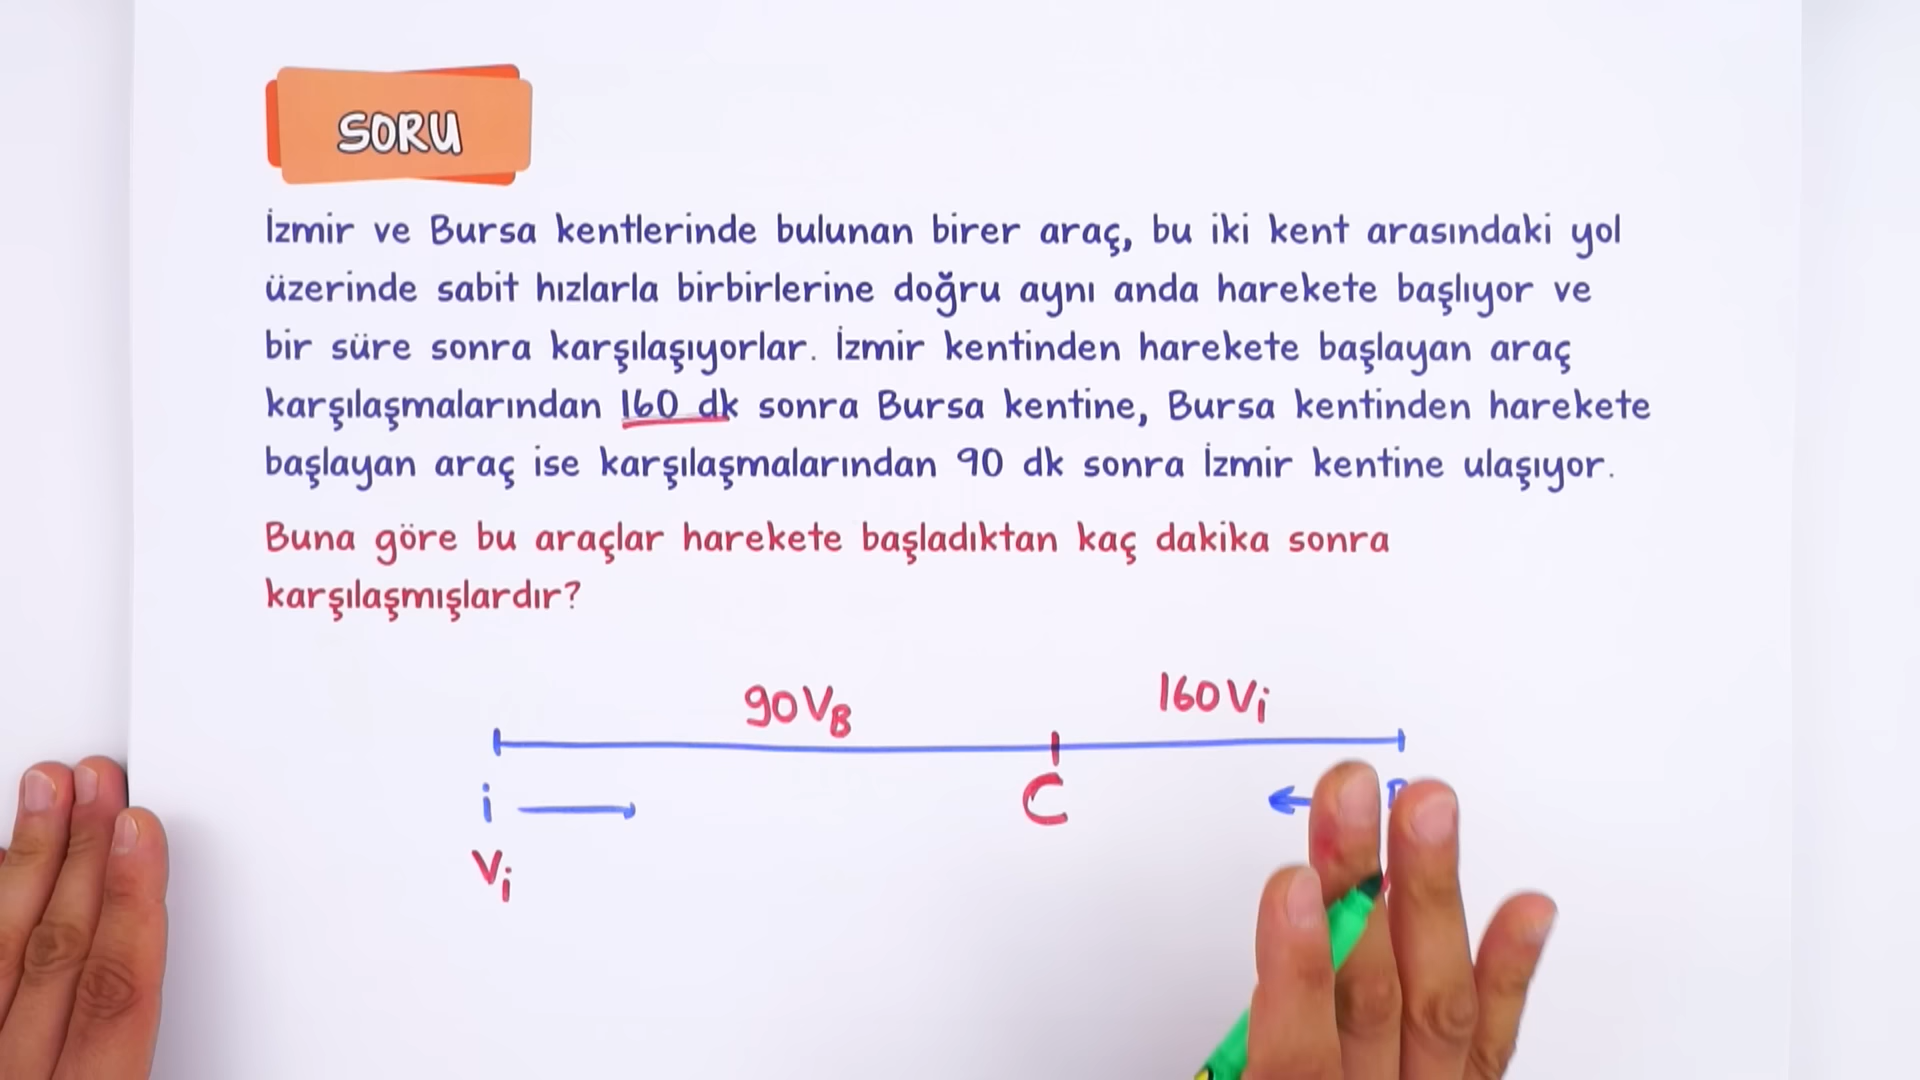 SORU
İzmir ve Bursa kentlerinde bulunan birer araç, bu iki kent arasındaki yol
üzerinde sabit hızlarla birbirlerine doğru aynı anda harekete başlıyor ve
bir süre sonra karşılaşıyorlar. İzmir kentinden harekete başlayan araç
karşılaşmalarından 160 dk sonra Bursa kentine, Bursa kentinden harekete
başlayan araç ise karşılaşmalarından 90 dk sonra İzmir kentine ulaşıyor.
Buna göre bu araçlar harekete başladıktan kaç dakika sonra
karşılaşmışlardır?
90VB 160Vi
i C
Vi